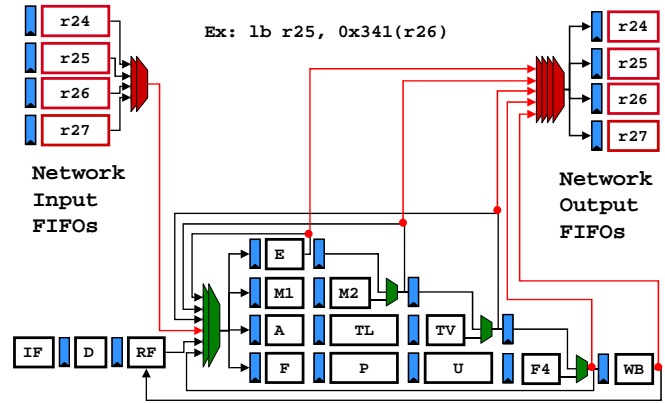 Ex: lb r25, 0x341(r26)
r24
r25
r26
r27
Network
Input
FIFOs
r24
r25
r26
r27
Network
Output
FIFOs
E
M1 M2
A TL TV
IF D RF F P U F4 WB